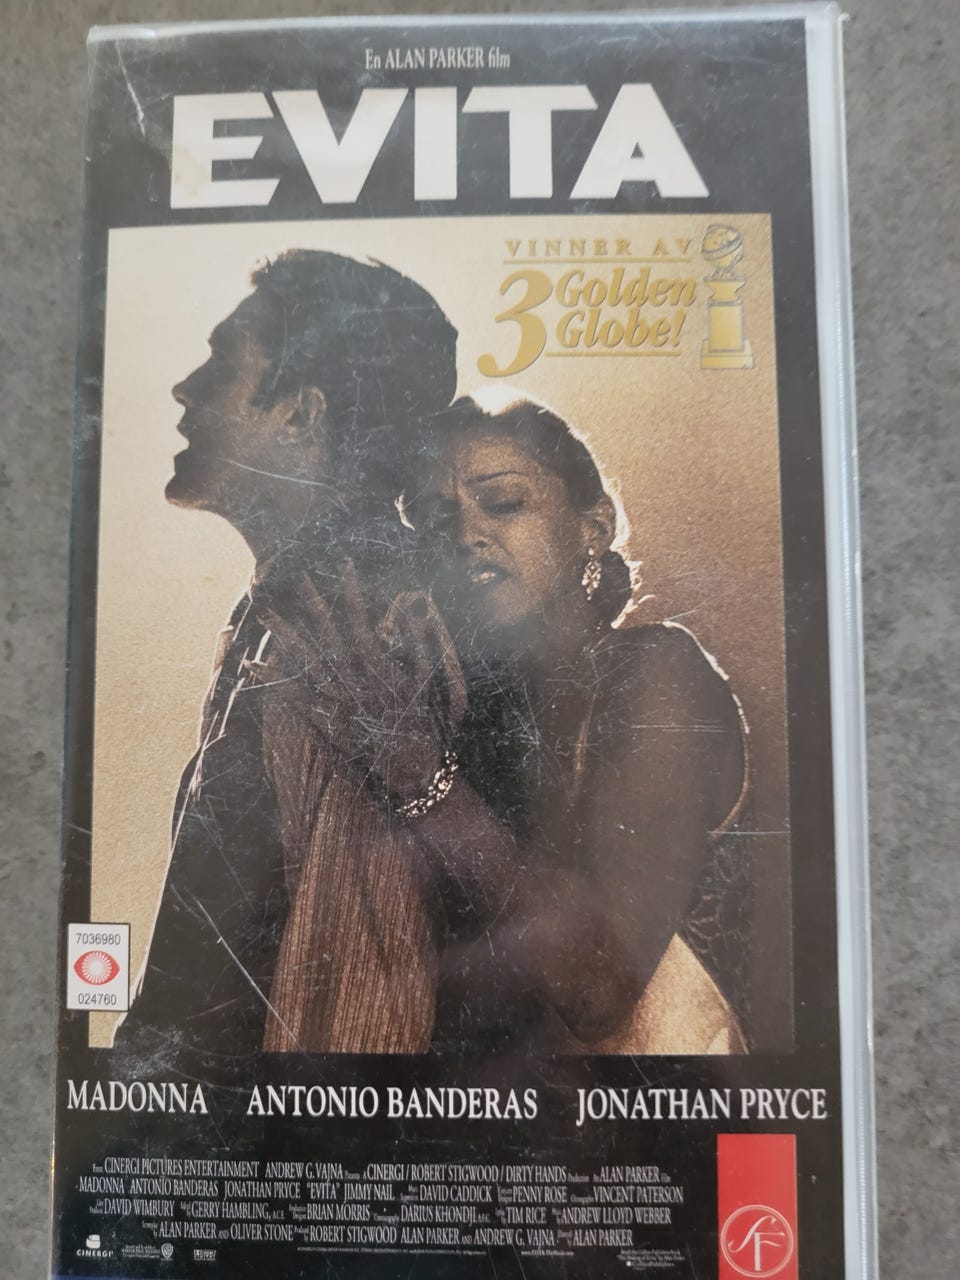 En ALAN PARKER film
EVITA
VINNER AV
3 Golden
Globe!
7036980
024760
MADONNA ANTONIO BANDERAS JONATHAN PRYCE
CINERGI PICTURES ENTERTAINMENT ANDREW G. VAJNA A CINERGI / ROBERT STIGWOOD / DIRTY HANDS Production An ALAN PARKER Film
MADONNA ANTONIO BANDERAS JONATHAN PRYCE "EVITA" JIMMY NAIL DAVID CADDICK PENNY ROSE VINCENT PATERSON
DAVID WIMBURY GERRY HAMBLING, A.C.E. BRIAN MORRIS DARIUS KHONDJI, TIM RICE ANDREW LLOYD WEBBER
ALAN PARKER AND OLIVER STONE ROBERT STIGWOOD ALAN PARKER AND ANDREW G. VAJNA ALAN PARKER
CINERGI
SF